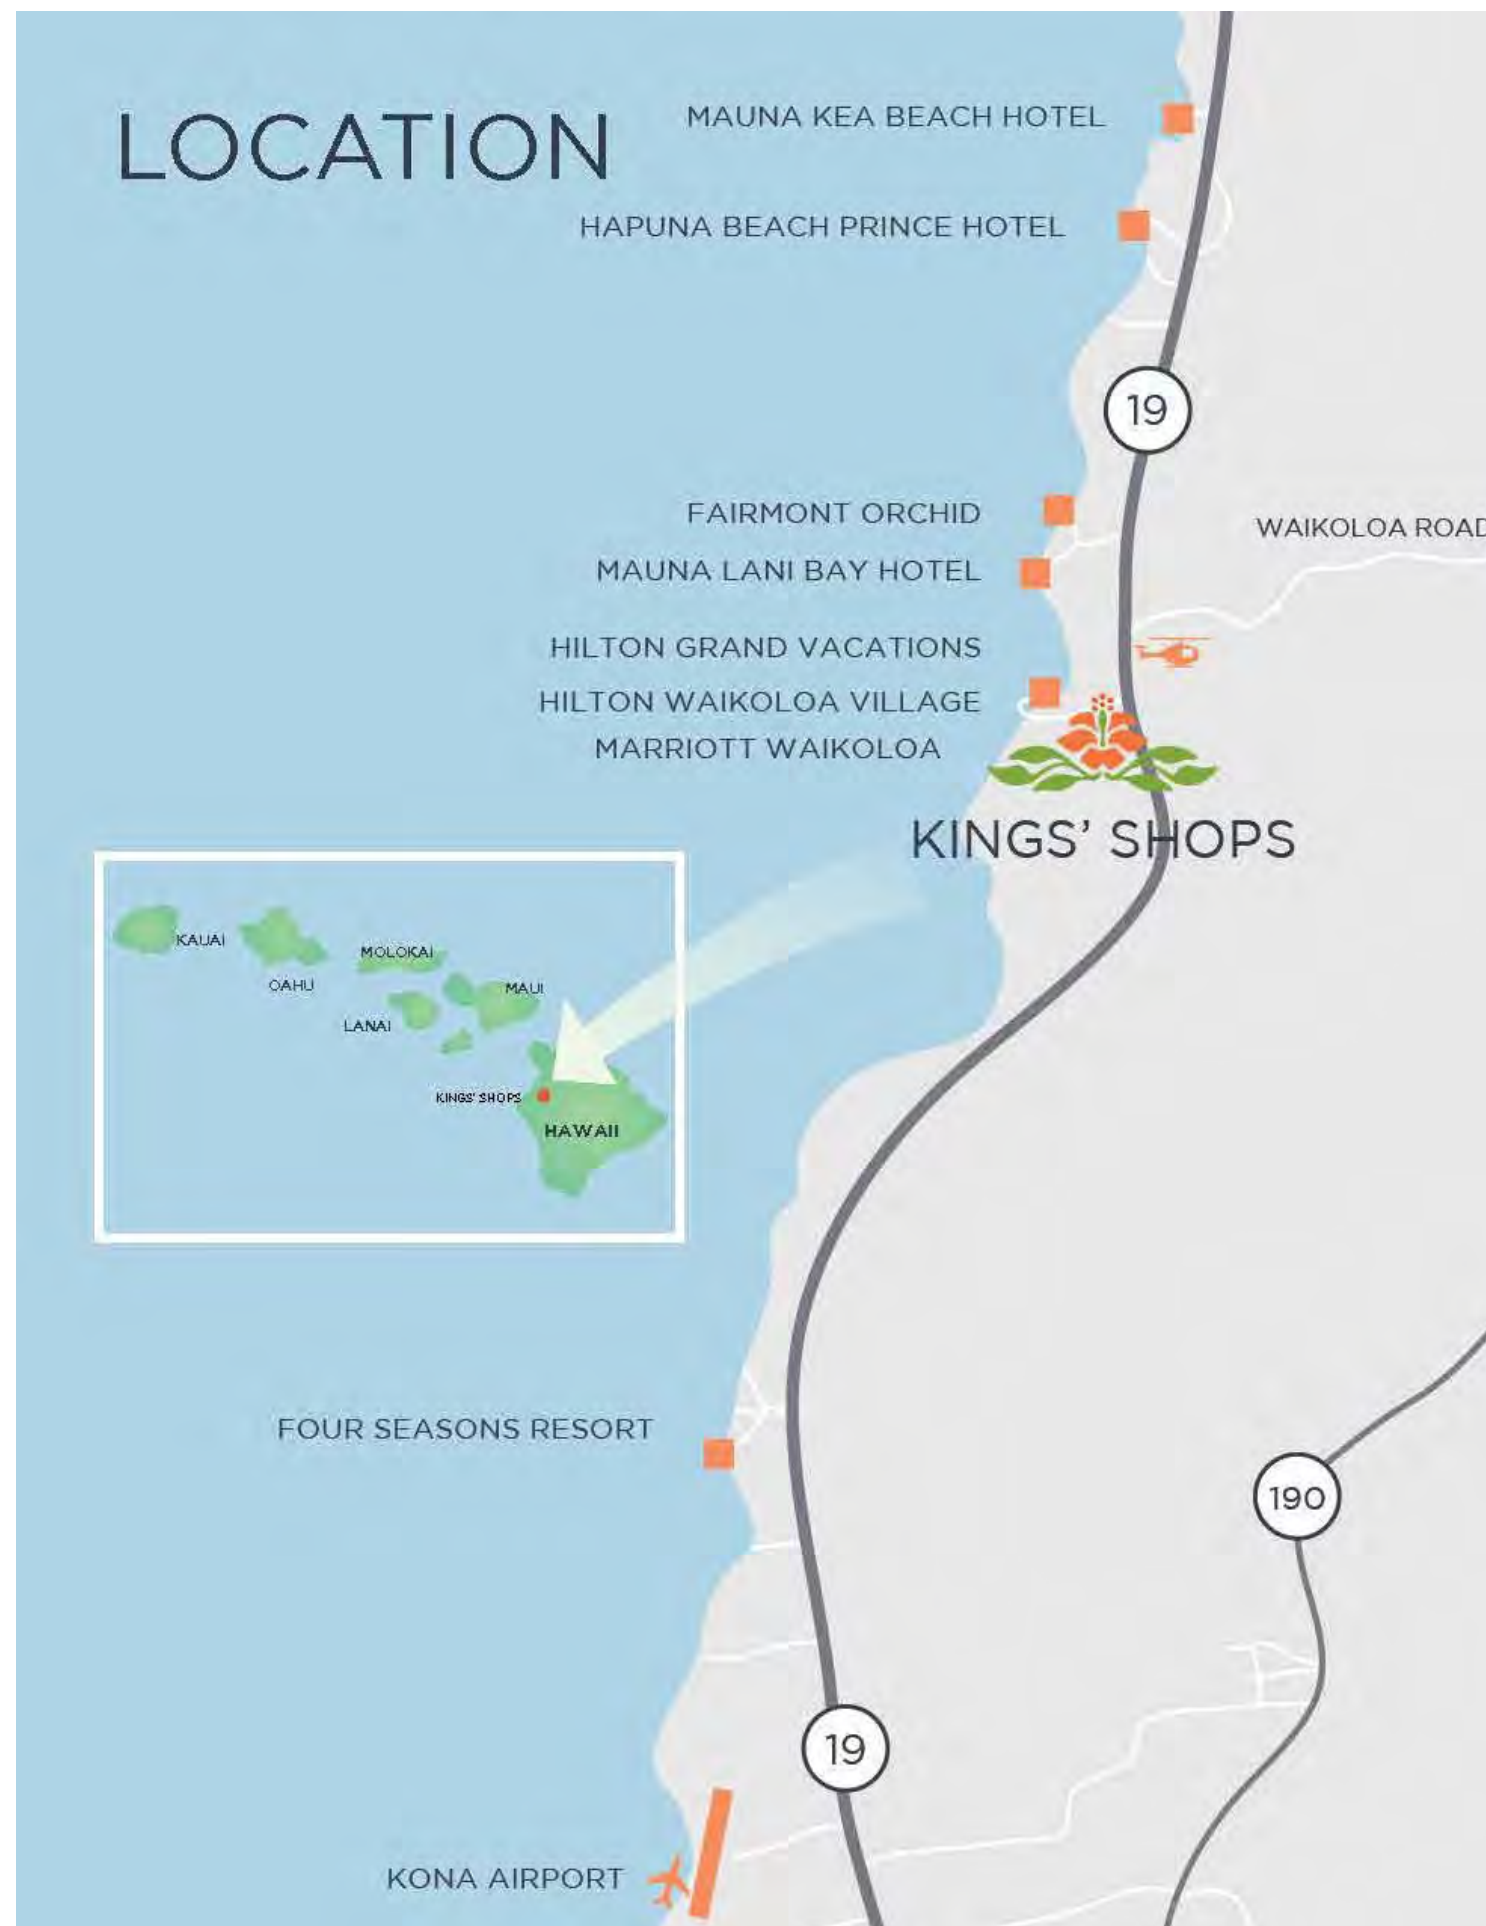 LOCATION
MAUNA KEA BEACH HOTEL
HAPUNA BEACH PRINCE HOTEL
19
FAIRMONT ORCHID
WAIKOLOA ROAD
MAUNA LANI BAY HOTEL
HILTON GRAND VACATIONS
HILTON WAIKOLOA VILLAGE
MARRIOTT WAIKOLOA
KINGS’ SHOPS
KAUAI
OAHU
MOLOKAI
MAUI
LANAI
KINGS' SHOPS
HAWAII
FOUR SEASONS RESORT
190
19
KONA AIRPORT